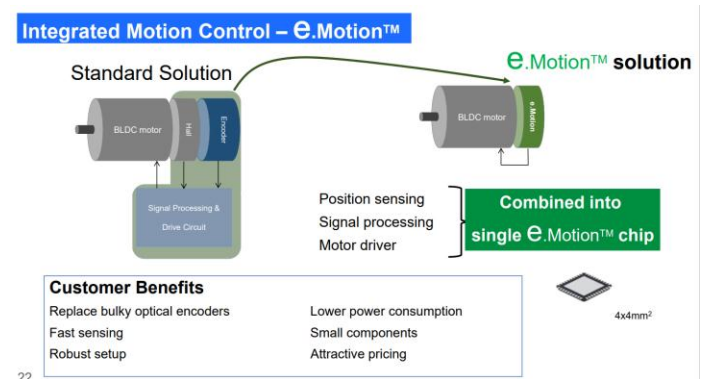 Integrated Motion Control – e.Motion™
Standard Solution
e.Motion™ solution
BLDC motor
Hall
Encoder
BLDC motor
e.Motion
Signal Processing &
Drive Circuit
Position sensing
Signal processing
Motor driver
Combined into
single e.Motion™ chip
Customer Benefits
Replace bulky optical encoders
Fast sensing
Robust setup
Lower power consumption
Small components
Attractive pricing
4x4mm²
22